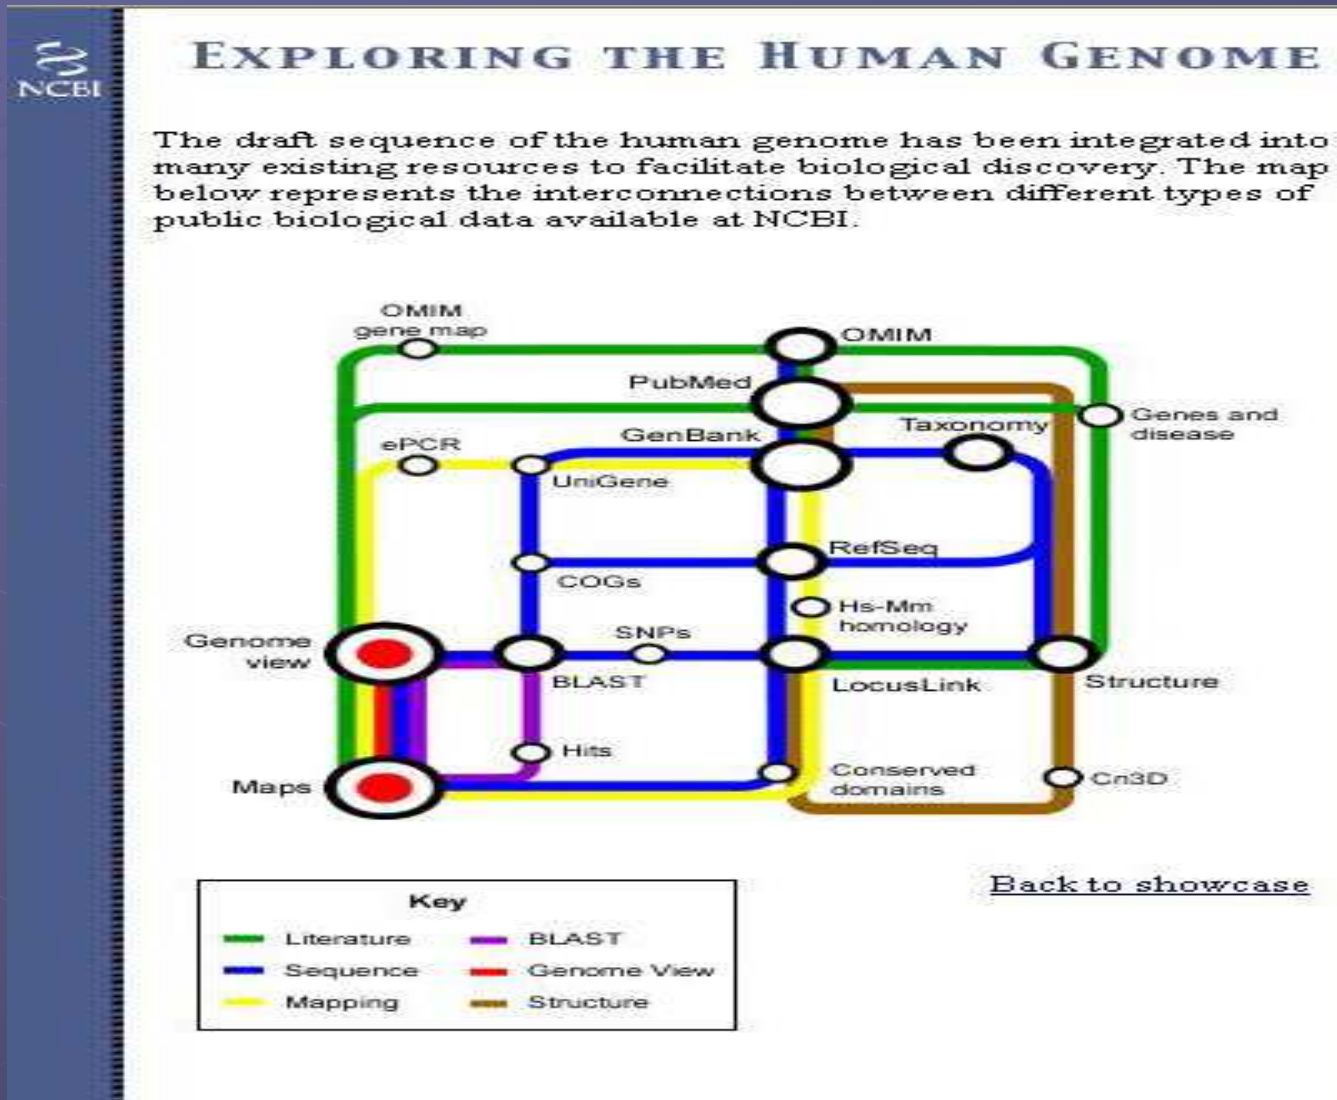 NCBI
EXPLORING THE HUMAN GENOME
The draft sequence of the human genome has been integrated into
many existing resources to facilitate biological discovery. The map
below represents the interconnections between different types of
public biological data available at NCBI.
OMIM
gene map
OMIM
PubMed
Genes and
disease
GenBank
Taxonomy
ePCR
UniGene
RefSeq
COGs
Hs-Mm
homology
SNPs
Genome
view
BLAST
LocusLink
Structure
Hits
Maps
Conserved
domains
Cn3D
Back to showcase
Key
Literature
BLAST
Sequence
Genome View
Mapping
Structure